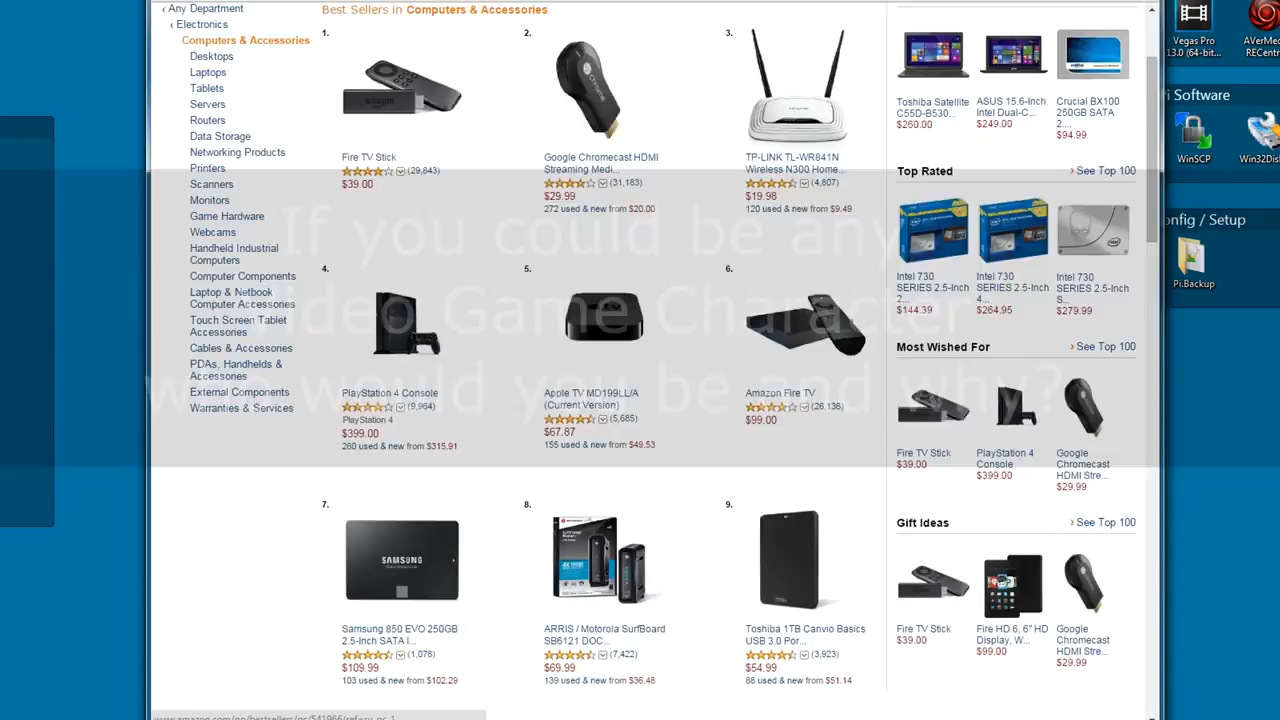 ‹ Any Department
‹ Electronics
Computers & Accessories
Desktops
Laptops
Tablets
Servers
Routers
Data Storage
Networking Products
Printers
Scanners
Monitors
Game Hardware
Webcams
Handheld Industrial
Computers
Computer Components
Laptop & Netbook
Computer Accessories
Touch Screen Tablet
Accessories
Cables & Accessories
PDAs, Handhelds &
Accessories
External Components
Warranties & Services
Best Sellers in Computers & Accessories
1.
Fire TV Stick
(29,843)
$39.00
2.
Google Chromecast HDMI
Streaming Medi...
(31,183)
$29.99
272 used & new from $20.00
3.
TP-LINK TL-WR841N
Wireless N300 Home...
(4,807)
$19.98
120 used & new from $9.49
4.
PlayStation 4 Console
(9,964)
PlayStation 4
$399.00
260 used & new from $315.91
5.
Apple TV MD199LL/A
(Current Version)
(5,685)
$67.87
155 used & new from $49.53
6.
Amazon Fire TV
(26,136)
$99.00
7.
SAMSUNG
Samsung 850 EVO 250GB
2.5-Inch SATA I...
(1,078)
$109.99
103 used & new from $102.29
8.
ARRIS / Motorola SurfBoard
SB6121 DOC...
(7,422)
$69.99
139 used & new from $36.48
9.
Toshiba 1TB Canvio Basics
USB 3.0 Por...
(3,923)
$54.99
88 used & new from $51.14
If you could be any
Video Game Character
who would you be and why?
Toshiba Satellite
C55D-B530...
$260.00
ASUS 15.6-Inch
Intel Dual-C...
$249.00
Crucial BX100
250GB SATA
2....
$94.99
Top Rated
› See Top 100
Intel 730
SERIES 2.5-Inch
2...
$144.39
Intel 730
SERIES 2.5-Inch
4...
$264.95
Intel 730
SERIES 2.5-Inch
S...
$279.99
Most Wished For
› See Top 100
Fire TV Stick
$39.00
PlayStation 4
Console
$399.00
Google
Chromecast
HDMI Stre...
$29.99
Gift Ideas
› See Top 100
Fire TV Stick
$39.00
Fire HD 6, 6" HD
Display, W...
$99.00
Google
Chromecast
HDMI Stre...
$29.99
Vegas Pro
13.0 (64-bit...
AVerMed
RECentr
Pi Software
WinSCP
Win32Disk
onfig / Setup
Pi.Backup